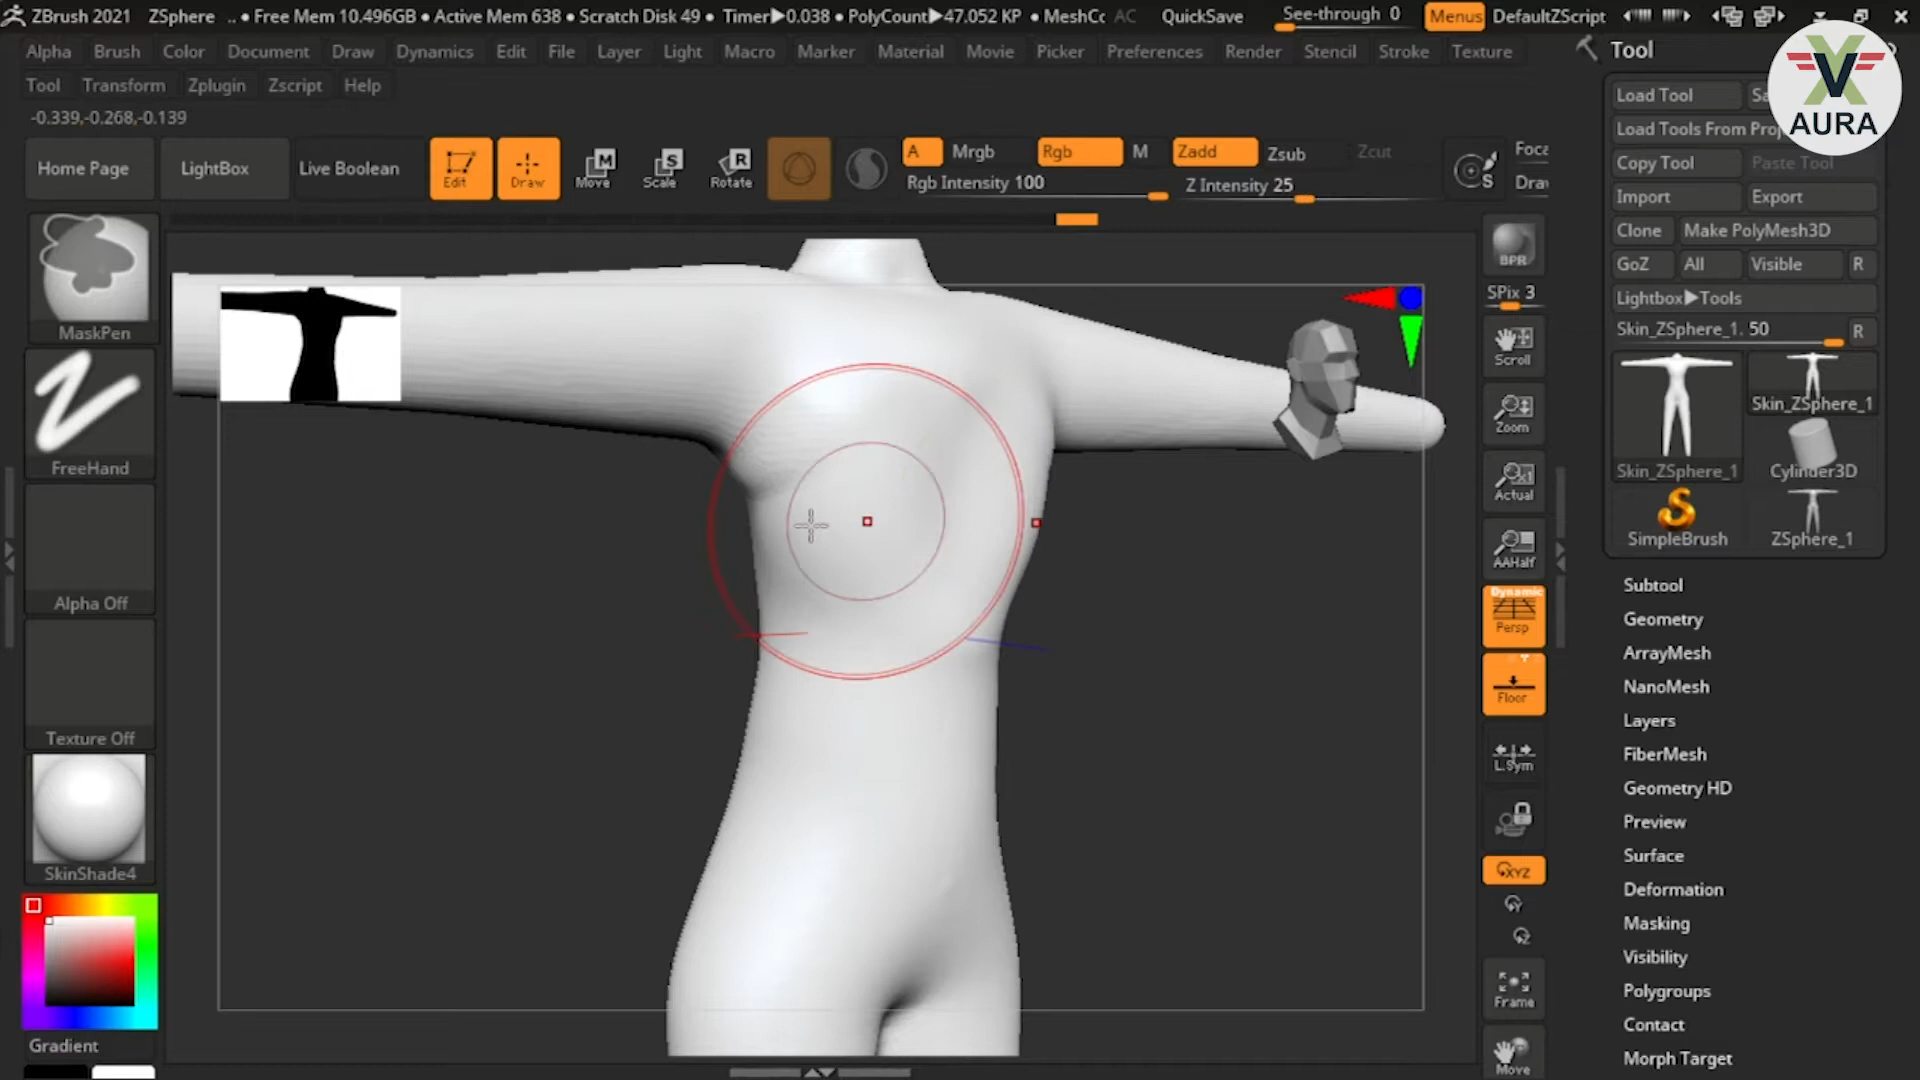 ZBrush 2021 ZSphere .. • Free Mem 10.496GB • Active Mem 638 • Scratch Disk 49 • Timer▶0.038 • PolyCount▶47.052 KP • MeshCc AC QuickSave See-through 0 Menus DefaultZScript
Alpha Brush Color Document Draw Dynamics Edit File Layer Light Macro Marker Material Movie Picker Preferences Render Stencil Stroke Texture
Tool Transform Zplugin Zscript Help
-0.339,-0.268,-0.139
Home Page LightBox Live Boolean Edit Draw Move Scale Rotate A Mrgb Rgb M Zadd Zsub Zcut Foca
M S R
Rgb Intensity 100 Z Intensity 25 S Drav
MaskPen
FreeHand
Alpha Off
Texture Off
SkinShade4
Gradient
BPR
SPix 3
Scroll
Zoom
Actual
AAHalf
Dynamic
Persp
Floor
L.Sym
XYZ
Y
Z
Frame
Move
Tool
Load Tool Sa
Load Tools From Proj
Copy Tool Paste Tool
Import Export
Clone Make PolyMesh3D
GoZ All Visible R
Lightbox▶Tools
Skin_ZSphere_1. 50 R
Skin_ZSphere_1 Skin_ZSphere_1
Cylinder3D
SimpleBrush ZSphere_1
Subtool
Geometry
ArrayMesh
NanoMesh
Layers
FiberMesh
Geometry HD
Preview
Surface
Deformation
Masking
Visibility
Polygroups
Contact
Morph Target
VX
AURA